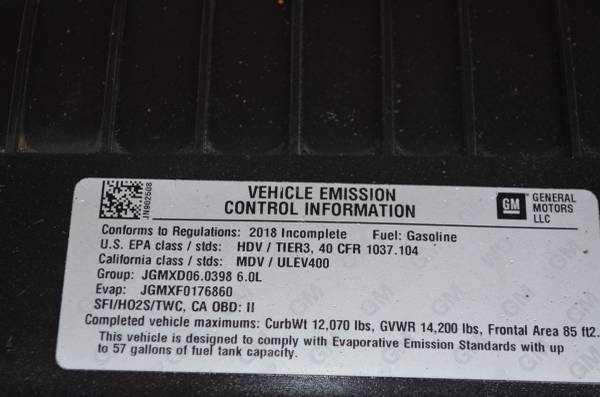 JN902508
VEHICLE EMISSION
CONTROL INFORMATION
GM
GENERAL
MOTORS
LLC
Conforms to Regulations: 2018 Incomplete Fuel: Gasoline
U.S. EPA class / stds: HDV / TIER3, 40 CFR 1037.104
California class / stds: MDV / ULEV400
Group: JGMXD06.0398 6.0L
Evap: JGMXF0176860
SFI/HO2S/TWC, CA OBD: II
Completed vehicle maximums: CurbWt 12,070 lbs, GVWR 14,200 lbs, Frontal Area 85 ft2.
This vehicle is designed to comply with Evaporative Emission Standards with up
to 57 gallons of fuel tank capacity.